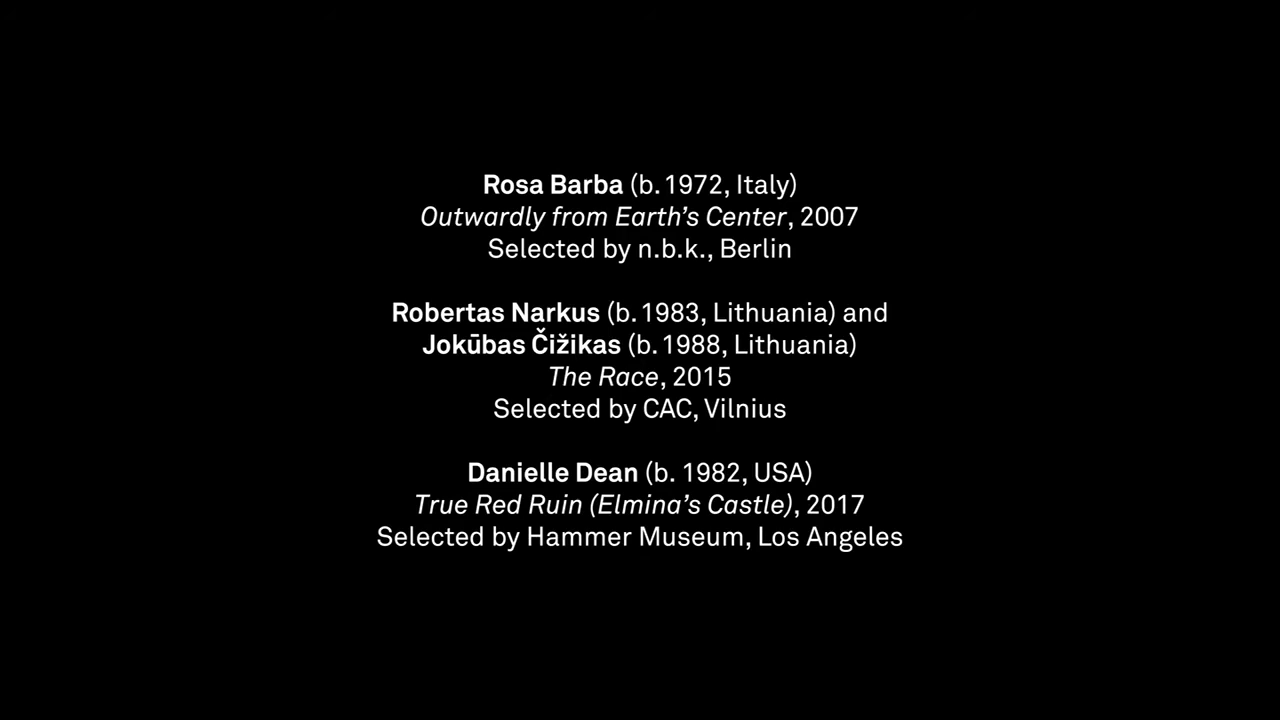 Rosa Barba (b. 1972, Italy)
Outwardly from Earth's Center, 2007
Selected by n.b.k., Berlin
Robertas Narkus (b. 1983, Lithuania) and
Jokūbas Čižikas (b. 1988, Lithuania)
The Race, 2015
Selected by CAC, Vilnius
Danielle Dean (b. 1982, USA)
True Red Ruin (Elmina's Castle), 2017
Selected by Hammer Museum, Los Angeles